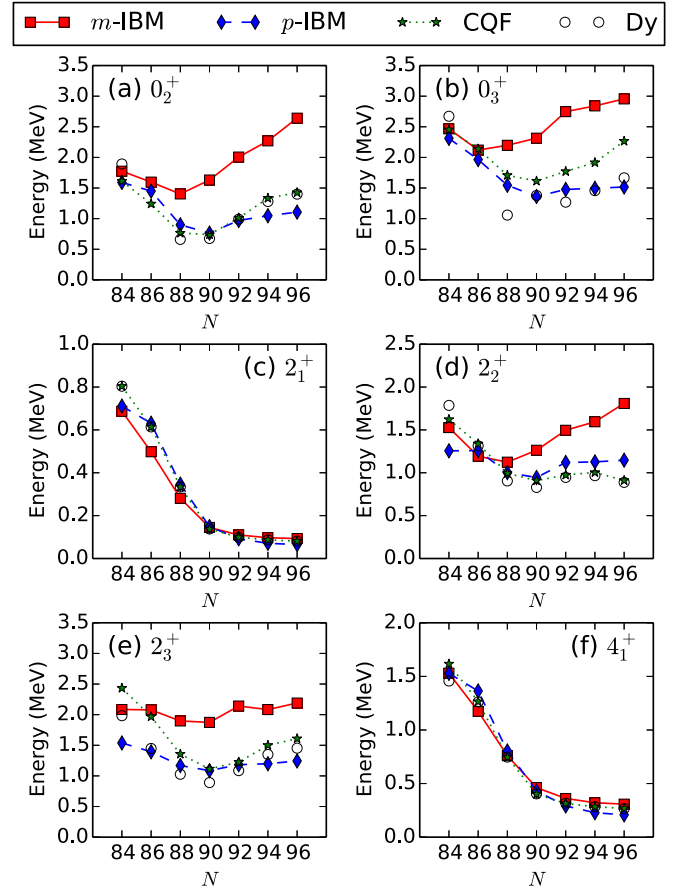 m-IBM p-IBM CQF Dy
(a) 0₂⁺
Energy (MeV)
3.5
3.0
2.5
2.0
1.5
1.0
0.5
0.0
84 86 88 90 92 94 96
N
(b) 0₃⁺
Energy (MeV)
3.5
3.0
2.5
2.0
1.5
1.0
0.5
0.0
84 86 88 90 92 94 96
N
(c) 2₁⁺
Energy (MeV)
1.0
0.8
0.6
0.4
0.2
0.0
84 86 88 90 92 94 96
N
(d) 2₂⁺
Energy (MeV)
2.5
2.0
1.5
1.0
0.5
0.0
84 86 88 90 92 94 96
N
(e) 2₃⁺
Energy (MeV)
3.5
3.0
2.5
2.0
1.5
1.0
0.5
0.0
84 86 88 90 92 94 96
N
(f) 4₁⁺
Energy (MeV)
2.0
1.5
1.0
0.5
0.0
84 86 88 90 92 94 96
N